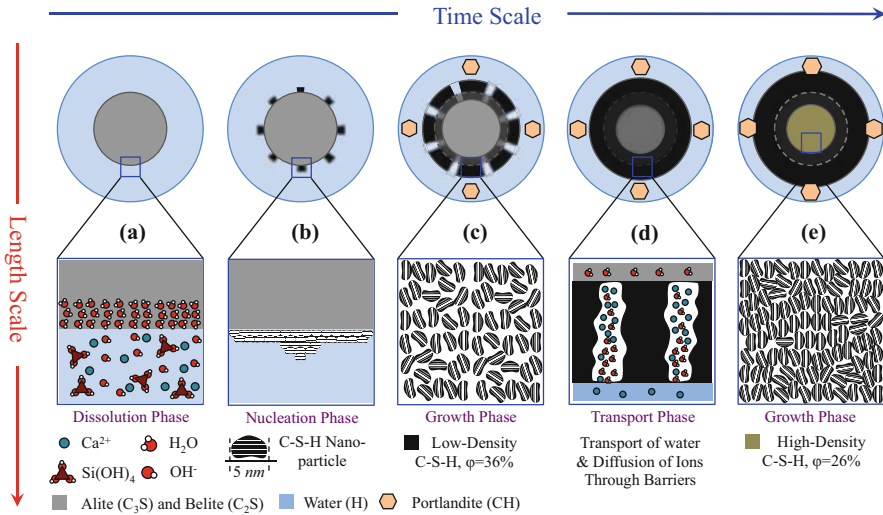 Time Scale
Length Scale
(a)
(b)
(c)
(d)
(e)
Dissolution Phase
Nucleation Phase
Growth Phase
Transport Phase
Growth Phase
Ca²⁺
H₂O
Si(OH)₄
OH⁻
C-S-H Nano-
particle
5 nm
Low-Density
C-S-H, φ=36%
Transport of water
& Diffusion of Ions
Through Barriers
High-Density
C-S-H, φ=26%
Alite (C₃S) and Belite (C₂S)
Water (H)
Portlandite (CH)